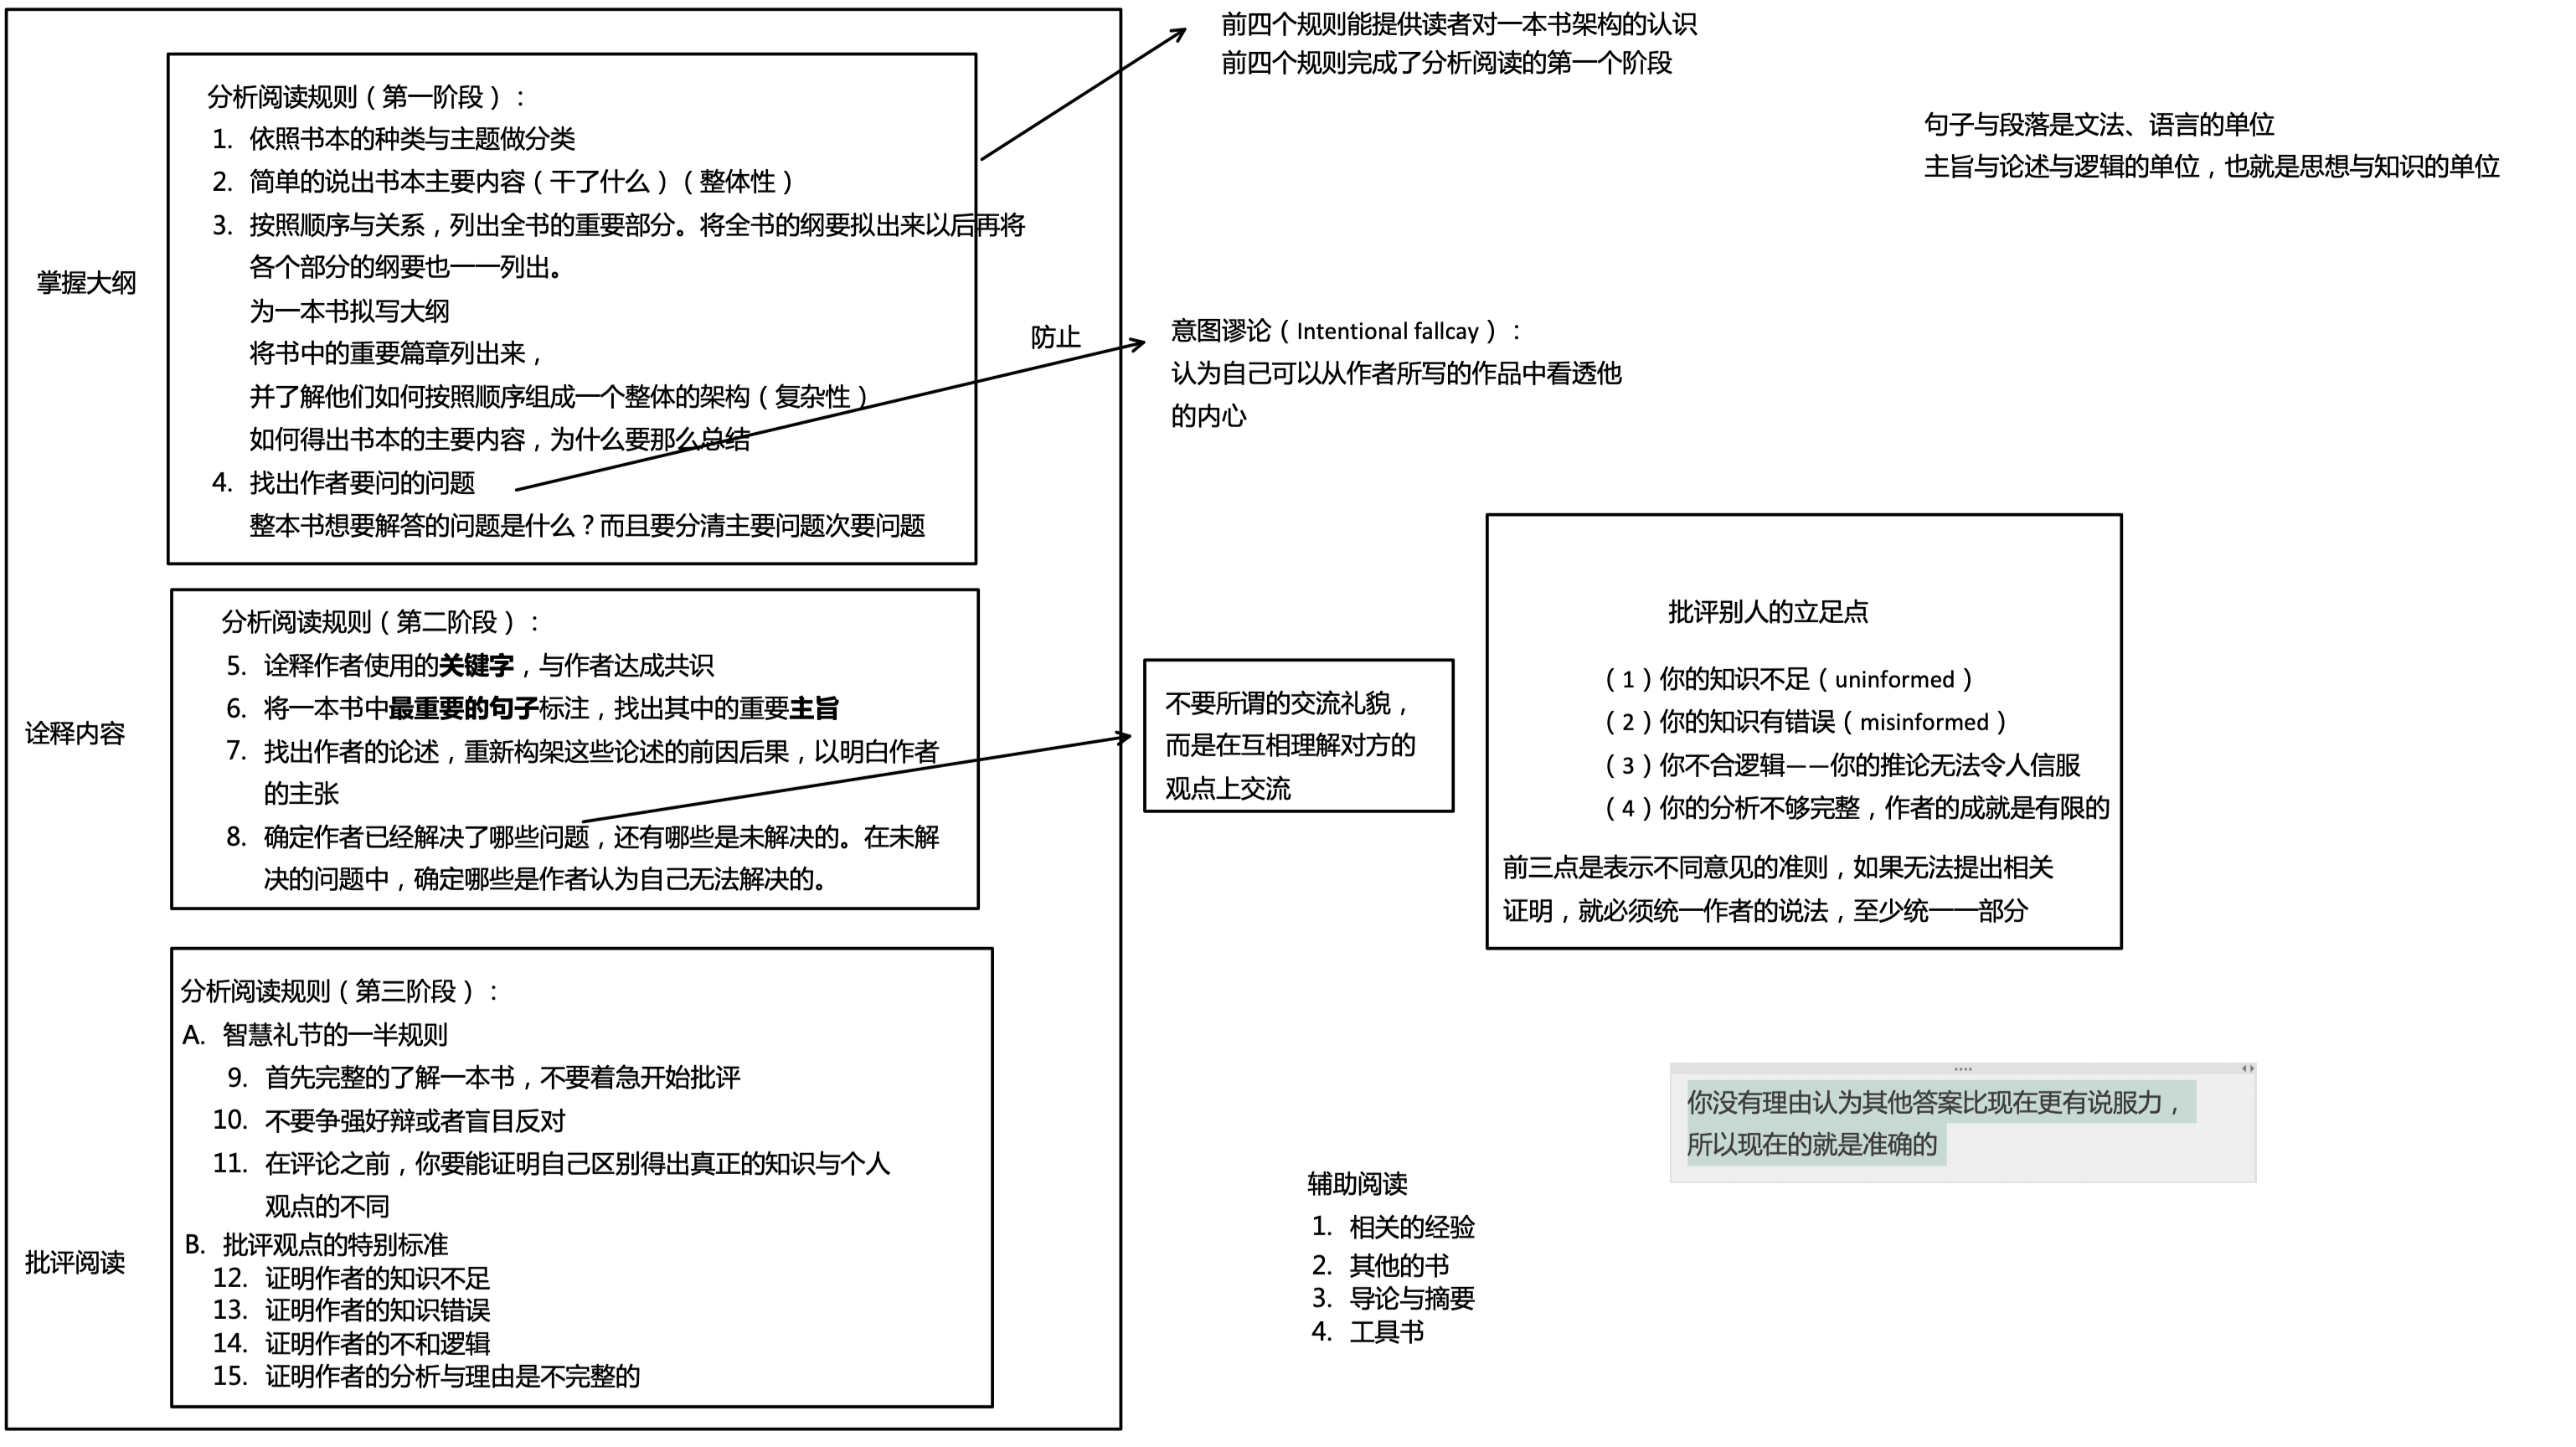 掌握大纲
分析阅读规则（第一阶段）：
1. 依照书本的种类与主题做分类
2. 简单的说出书本主要内容（干了什么）（整体性）
3. 按照顺序与关系，列出全书的重要部分。将全书的纲要拟出来以后再将
各个部分的纲要也一一列出。
为一本书拟写大纲
将书中的重要篇章列出来，
并了解他们如何按照顺序组成一个整体的架构（复杂性）
如何得出书本的主要内容，为什么要那么总结
4. 找出作者要问的问题
整本书想要解答的问题是什么？而且要分清主要问题次要问题
诠释内容
分析阅读规则（第二阶段）：
5. 诠释作者使用的关键字，与作者达成共识
6. 将一本书中最重要的句子标注，找出其中的重要主旨
7. 找出作者的论述，重新构架这些论述的前因后果，以明白作者
的主张
8. 确定作者已经解决了哪些问题，还有哪些是未解决的。在未解
决的问题中，确定哪些是作者认为自己无法解决的。
批评阅读
分析阅读规则（第三阶段）：
A. 智慧礼节的一半规则
9. 首先完整的了解一本书，不要着急开始批评
10. 不要争强好辩或者盲目反对
11. 在评论之前，你要能证明自己区别得出真正的知识与个人
观点的不同
B. 批评观点的特别标准
12. 证明作者的知识不足
13. 证明作者的知识错误
14. 证明作者的不和逻辑
15. 证明作者的分析与理由是不完整的
前四个规则能提供读者对一本书架构的认识
前四个规则完成了分析阅读的第一个阶段
句子与段落是文法、语言的单位
主旨与论述与逻辑的单位，也就是思想与知识的单位
防止
意图谬论（Intentional fallcay）：
认为自己可以从作者所写的作品中看透他
的内心
不要所谓的交流礼貌，
而是在互相理解对方的
观点上交流
批评别人的立足点
（1）你的知识不足（uninformed）
（2）你的知识有错误（misinformed）
（3）你不合逻辑——你的推论无法令人信服
（4）你的分析不够完整，作者的成就是有限的
前三点是表示不同意见的准则，如果无法提出相关
证明，就必须统一作者的说法，至少统一一部分
你没有理由认为其他答案比现在更有说服力，
所以现在的就是准确的
辅助阅读
1. 相关的经验
2. 其他的书
3. 导论与摘要
4. 工具书